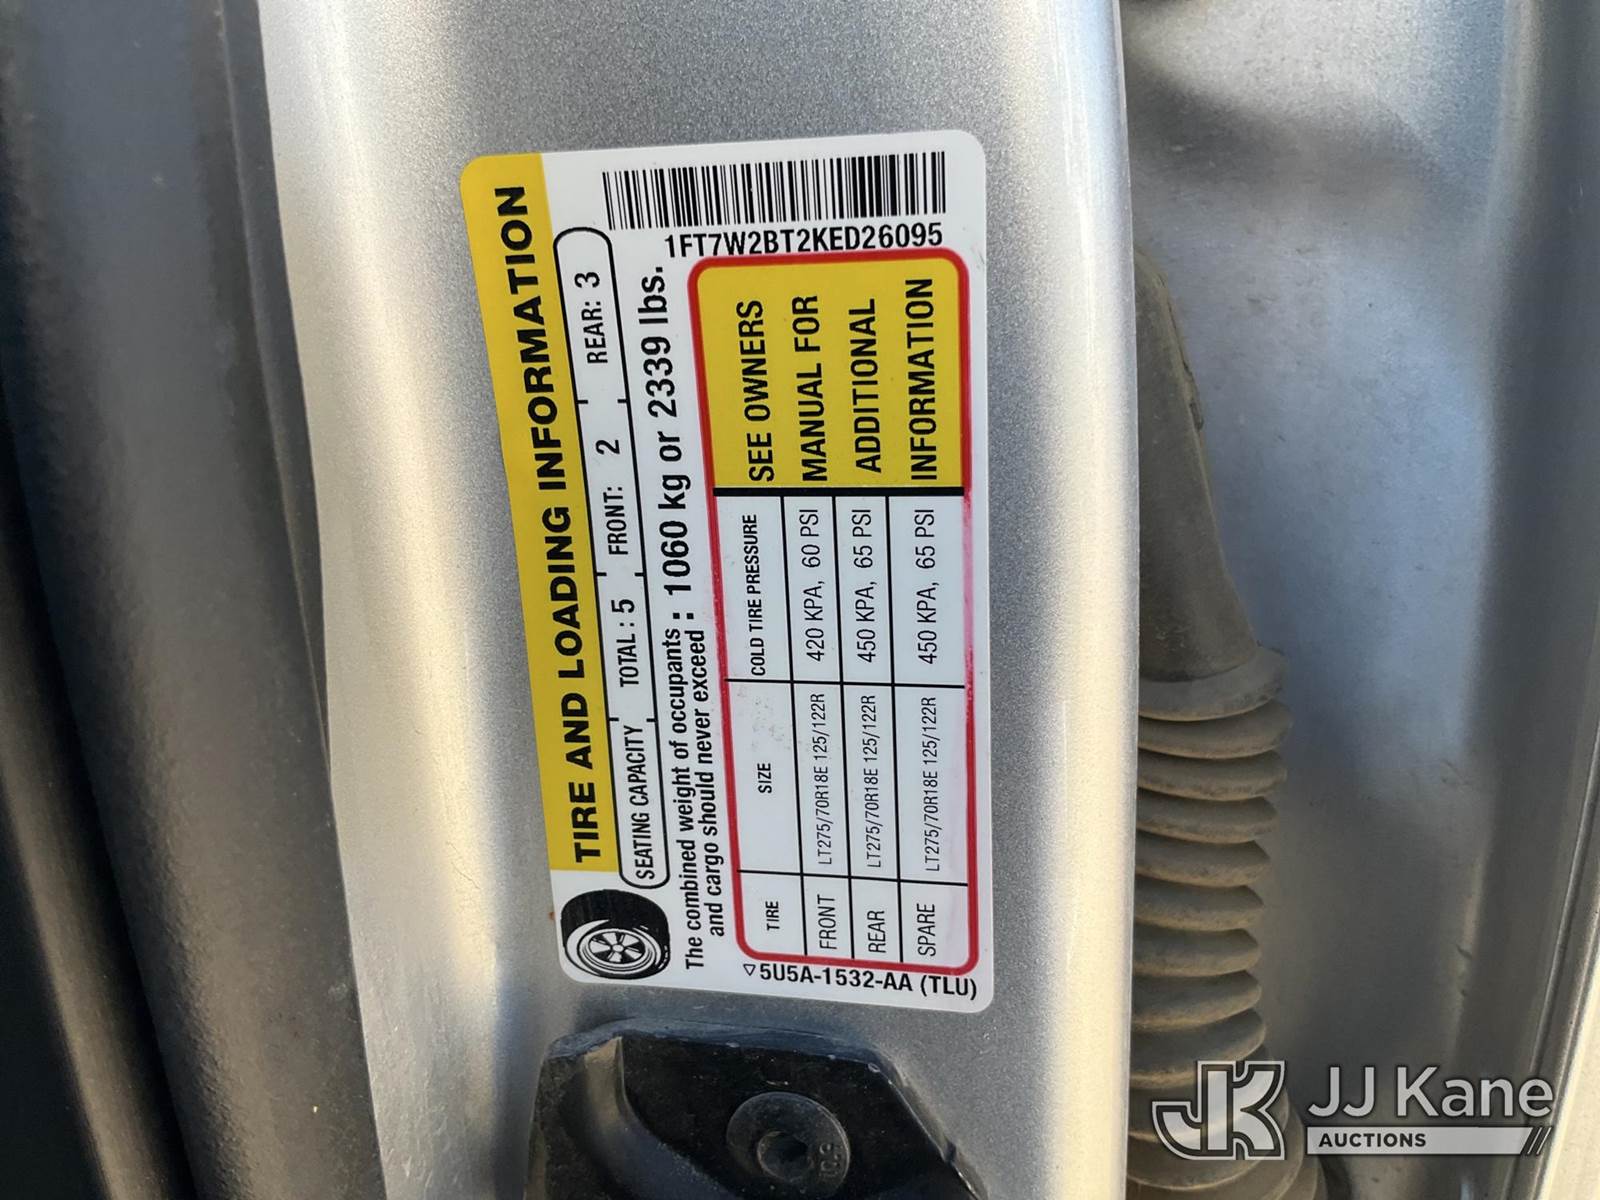 TIRE AND LOADING INFORMATION
SEATING CAPACITY TOTAL : 5 FRONT: 2 REAR: 3
The combined weight of occupants
and cargo should never exceed : 1060 kg or 2339 lbs.
TIRE SIZE COLD TIRE PRESSURE
FRONT LT275/70R18E 125/122R 420 KPA, 60 PSI
REAR LT275/70R18E 125/122R 450 KPA, 65 PSI
SPARE LT275/70R18E 125/122R 450 KPA, 65 PSI
SEE OWNERS
MANUAL FOR
ADDITIONAL
INFORMATION
5U5A-1532-AA (TLU)
1FT7W2BT2KED26095
10.9
JK JJ Kane
AUCTIONS